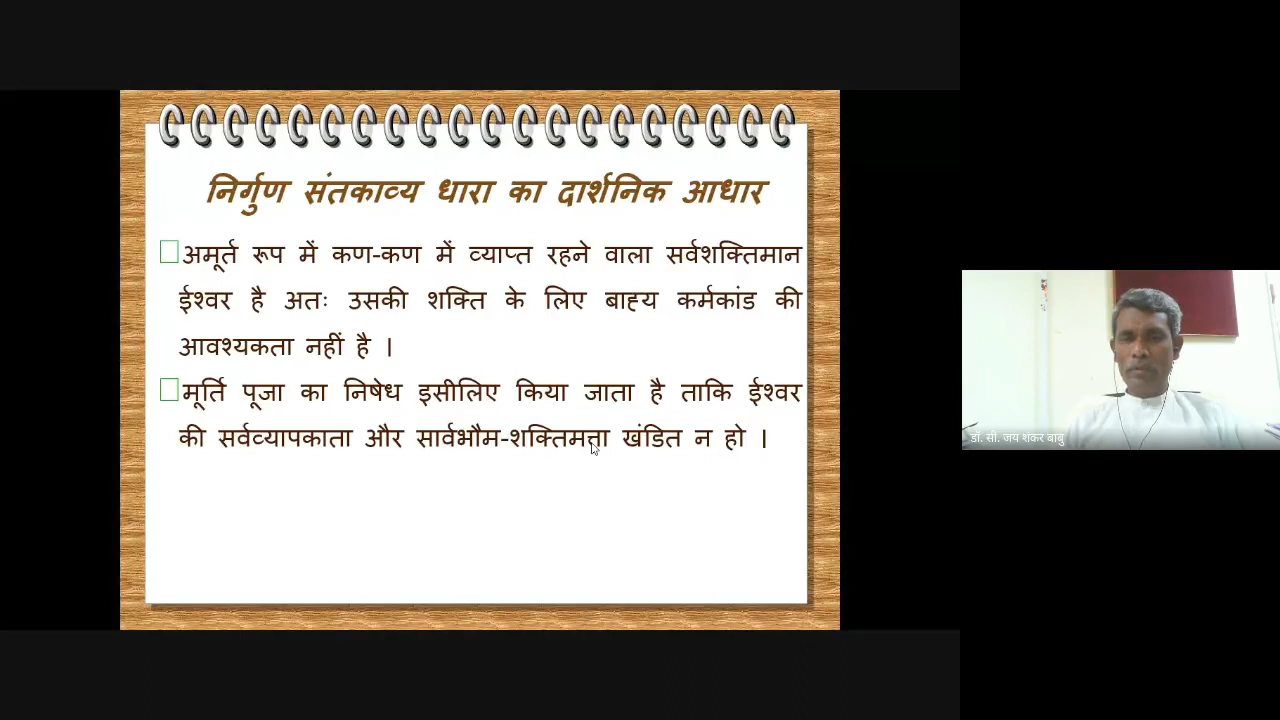 निर्गुण संतकाव्य धारा का दार्शनिक आधार
अमूर्त रूप में कण-कण में व्याप्त रहने वाला सर्वशक्तिमान
ईश्वर है अतः उसकी शक्ति के लिए बाह्य कर्मकांड की
आवश्यकता नहीं है ।
मूर्ति पूजा का निषेध इसीलिए किया जाता है ताकि ईश्वर
की सर्वव्यापकाता और सार्वभौम-शक्तिमत्ता खंडित न हो ।
डॉ. सी. जय शंकर बाबु